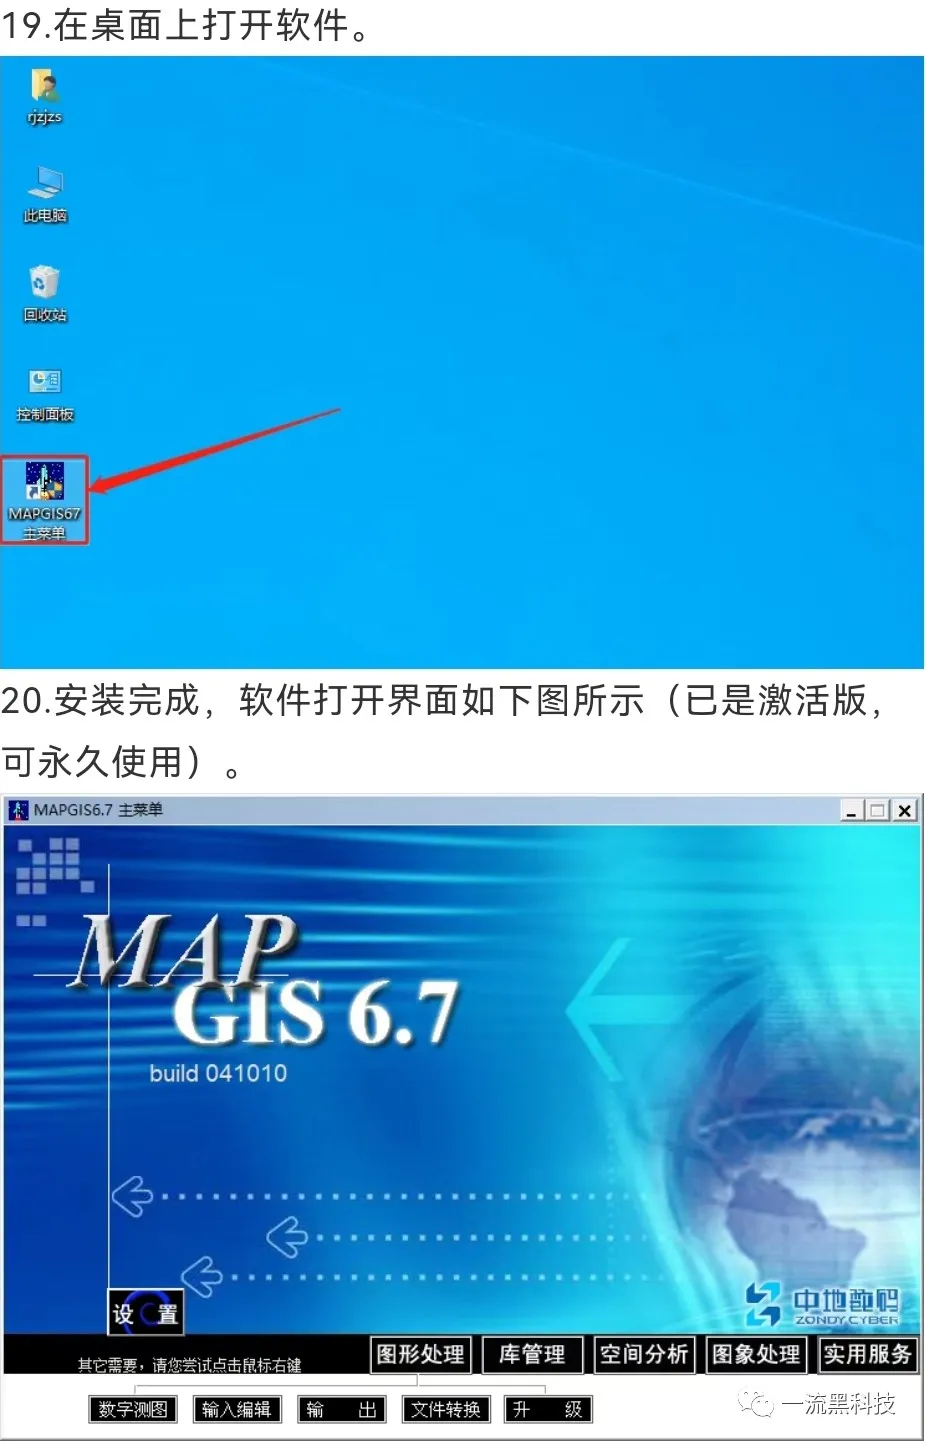 19.在桌面上打开软件。
rjzjzs
此电脑
回收站
控制面板
MAPGIS67
主菜单
20.安装完成，软件打开界面如下图所示（已是激活版，
可永久使用）。
MAPGIS6.7 主菜单
MAP
GIS 6.7
build 041010
设 置
中地数码
ZONDY CYBER
其它需要，请您尝试点击鼠标右键
图形处理 库管理 空间分析 图象处理 实用服务
数字测图 输入编辑 输 出 文件转换 升 级
一流黑科技